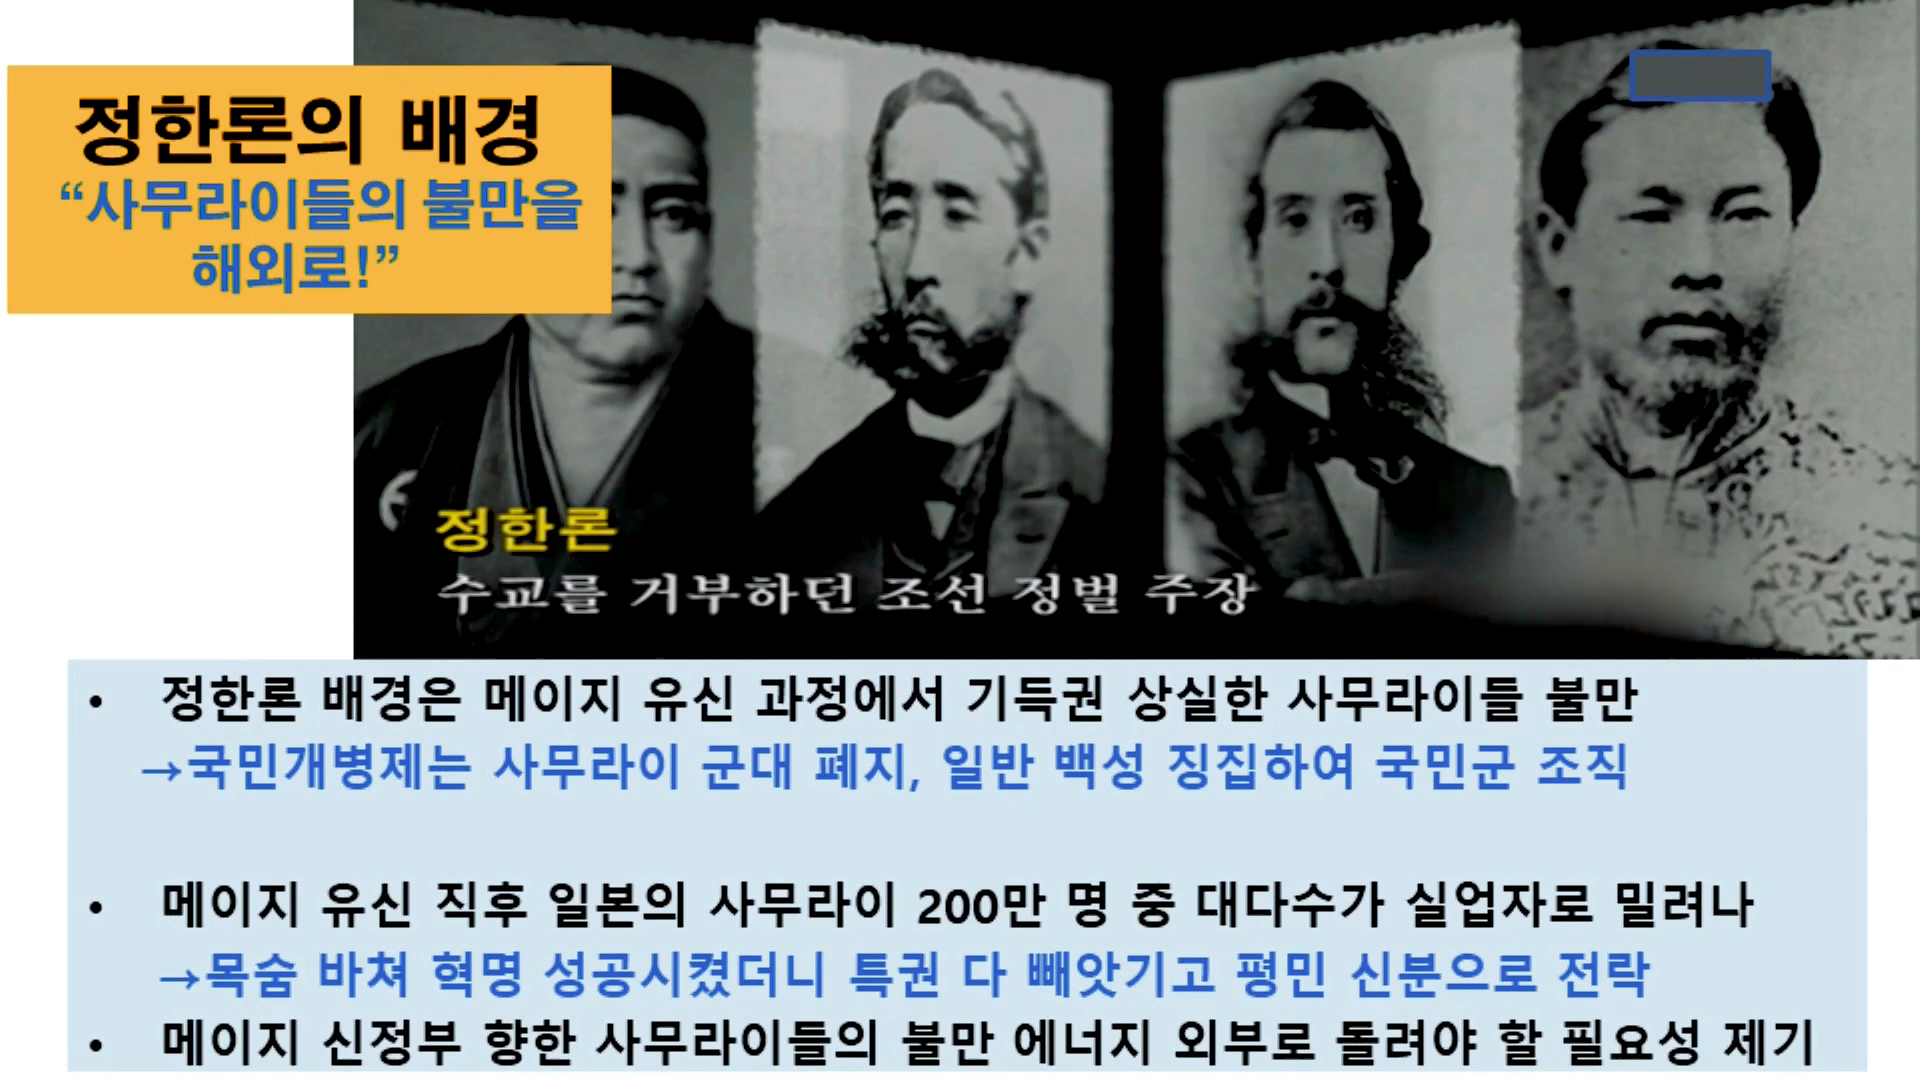 정한론의 배경
“사무라이들의 불만을
해외로!”
정한론
수교를 거부하던 조선 정벌 주장
• 정한론 배경은 메이지 유신 과정에서 기득권 상실한 사무라이들 불만
→국민개병제는 사무라이 군대 폐지, 일반 백성 징집하여 국민군 조직
• 메이지 유신 직후 일본의 사무라이 200만 명 중 대다수가 실업자로 밀려나
→목숨 바쳐 혁명 성공시켰더니 특권 다 빼앗기고 평민 신분으로 전락
• 메이지 신정부 향한 사무라이들의 불만 에너지 외부로 돌려야 할 필요성 제기